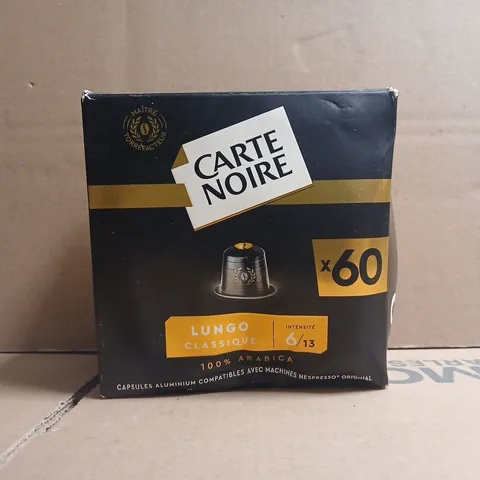 MAÎTRE
TORRÉFACTEUR
CARTE
NOIRE
x60
LUNGO
CLASSIQUE
INTENSITÉ
6/13
100% ARABICA
CAPSULES ALUMINIUM COMPATIBLES AVEC MACHINES NESPRESSO* ORIGINAL